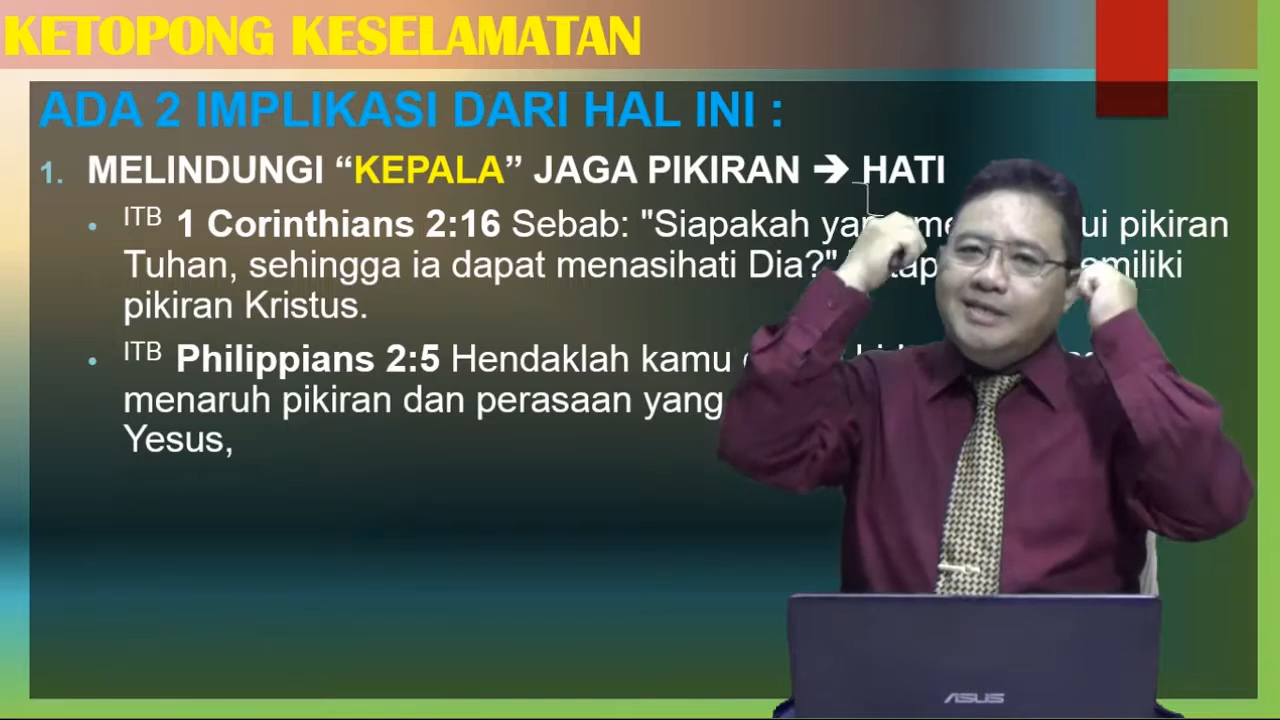 KETOPONG KESELAMATAN
ADA 2 IMPLIKASI DARI HAL INI :
1. MELINDUNGI “KEPALA” JAGA PIKIRAN ➔ HATI
• ITB 1 Corinthians 2:16 Sebab: "Siapakah pikiran
Tuhan, sehingga ia dapat menasihati Dia?"
pikiran Kristus.
• ITB Philippians 2:5 Hendaklah kamu
menaruh pikiran dan perasaan yang
Yesus,
ASUS